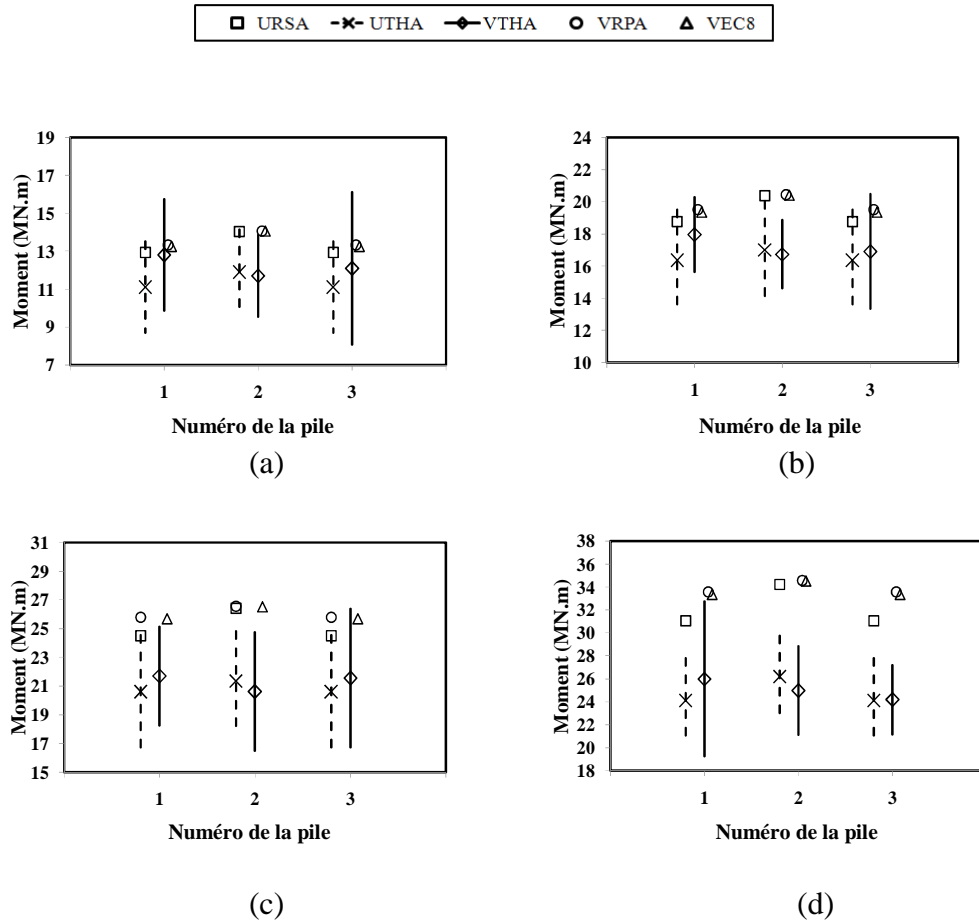 URSA UTHA VTHA VRPA VEC8
19
17
15
13
11
9
7
Moment (MN.m)
1 2 3
Numéro de la pile
(a)
24
22
20
18
16
14
12
10
Moment (MN.m)
1 2 3
Numéro de la pile
(b)
31
29
27
25
23
21
19
17
15
Moment (MN.m)
1 2 3
Numéro de la pile
(c)
38
36
34
32
30
28
26
24
22
20
18
Moment (MN.m)
1 2 3
Numéro de la pile
(d)